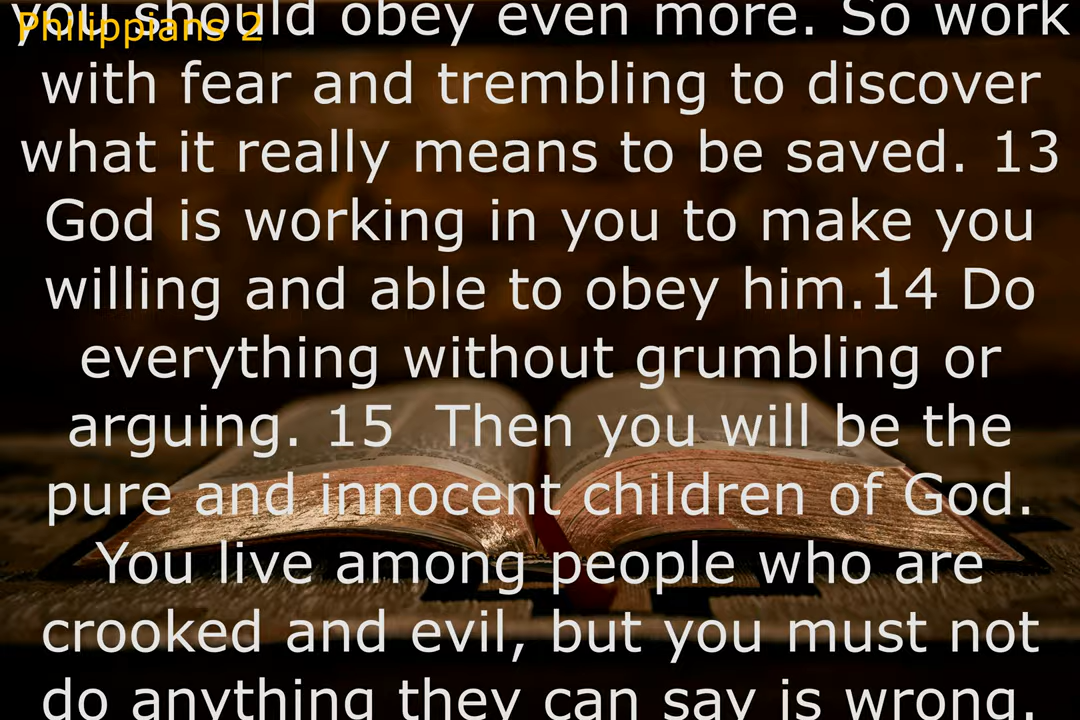 you should obey even more. So work
Philippians 2
with fear and trembling to discover
what it really means to be saved. 13
God is working in you to make you
willing and able to obey him.14 Do
everything without grumbling or
arguing. 15  Then you will be the
pure and innocent children of God.
You live among people who are
crooked and evil, but you must not
do anything they can say is wrong.